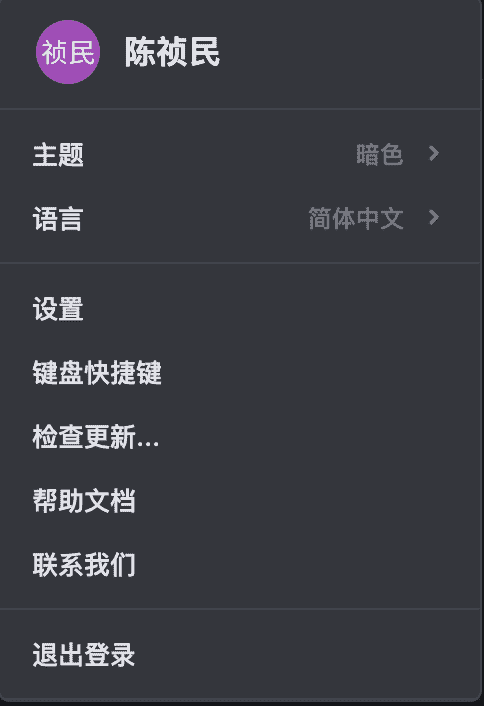 祯民 陈祯民
主题 暗色
语言 简体中文
设置
键盘快捷键
检查更新...
帮助文档
联系我们
退出登录